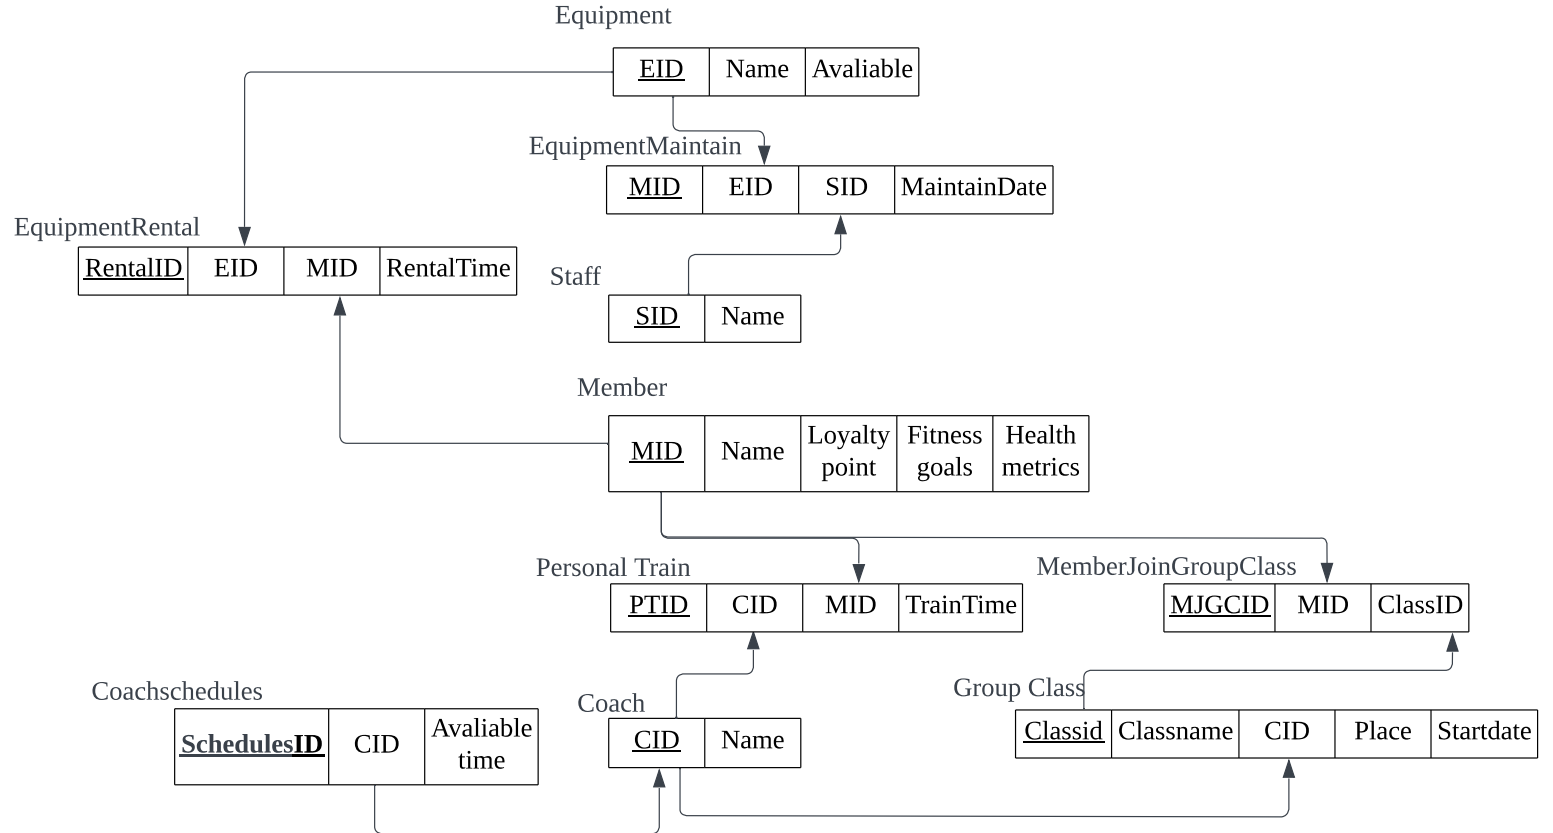 Equipment
EID Name Avaliable
EquipmentMaintain
MID EID SID MaintainDate
EquipmentRental
RentalID EID MID RentalTime
Staff
SID Name
Member
MID Name Loyalty point Fitness goals Health metrics
Personal Train
PTID CID MID TrainTime
MemberJoinGroupClass
MJGCID MID ClassID
Coachschedules
SchedulesID CID Avaliable time
Coach
CID Name
Group Class
Classid Classname CID Place Startdate